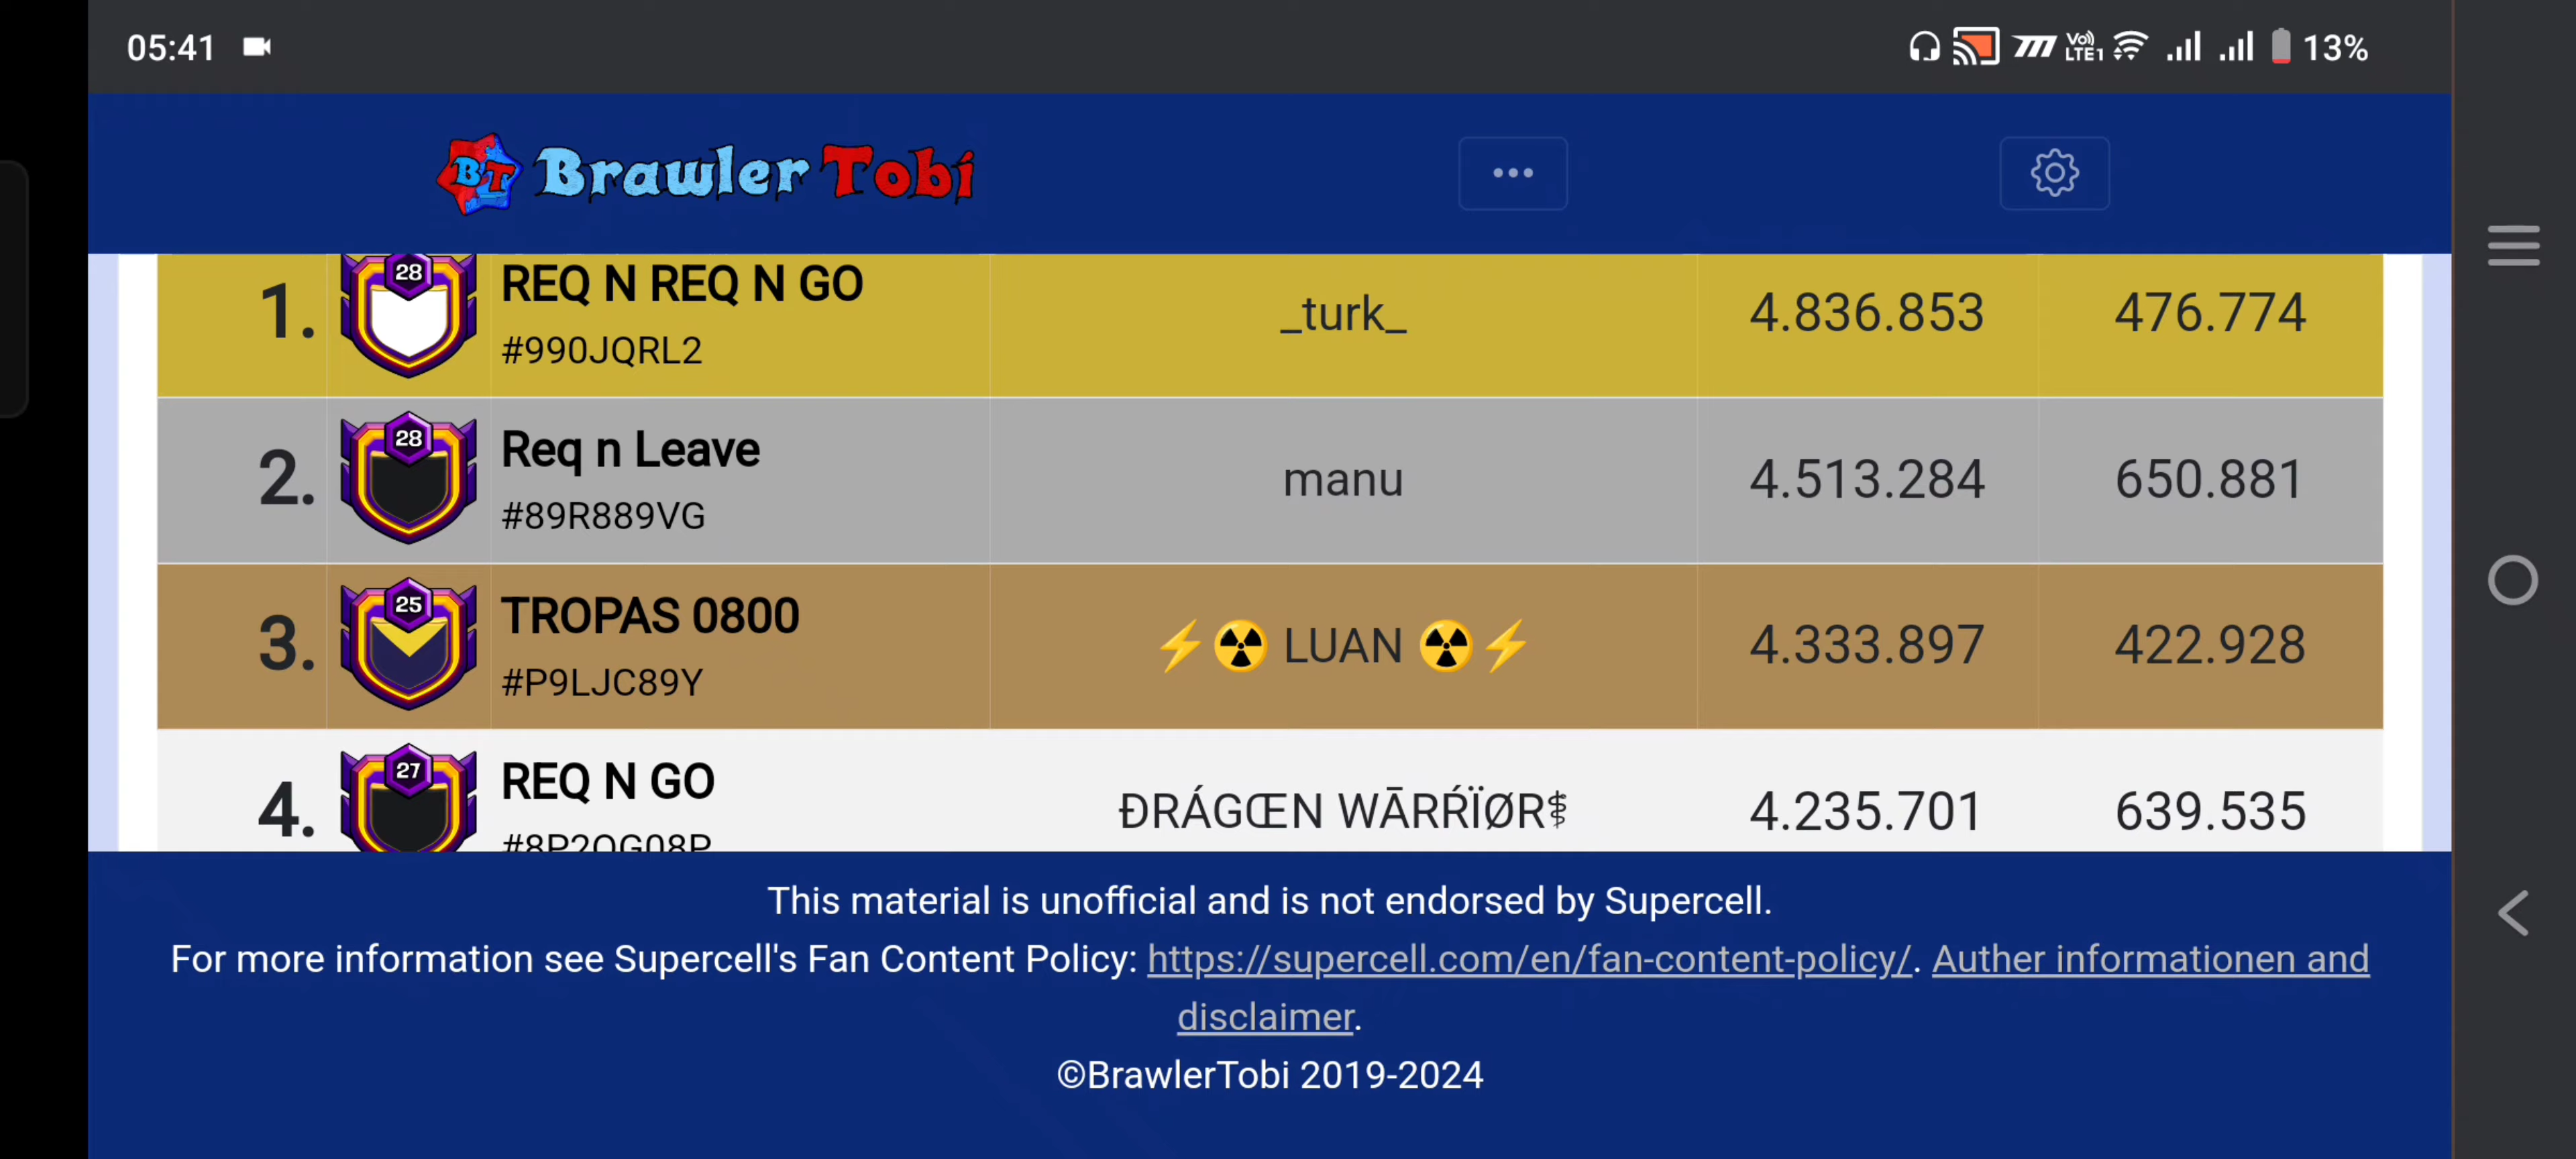 05:41 Vo) LTE1 13%
BT Brawler Tobi
1. 28 REQ N REQ N GO _turk_ 4.836.853 476.774
#990JQRL2
2. 28 Req n Leave manu 4.513.284 650.881
#89R889VG
3. 25 TROPAS 0800 ⚡☢ LUAN ☢⚡ 4.333.897 422.928
#P9LJC89Y
4. 27 REQ N GO ĐRÁGŒN WĀRŔÏØR 4.235.701 639.535
This material is unofficial and is not endorsed by Supercell.
For more information see Supercell's Fan Content Policy: https://supercell.com/en/fan-content-policy/. Auther informationen and
disclaimer.
©BrawlerTobi 2019-2024